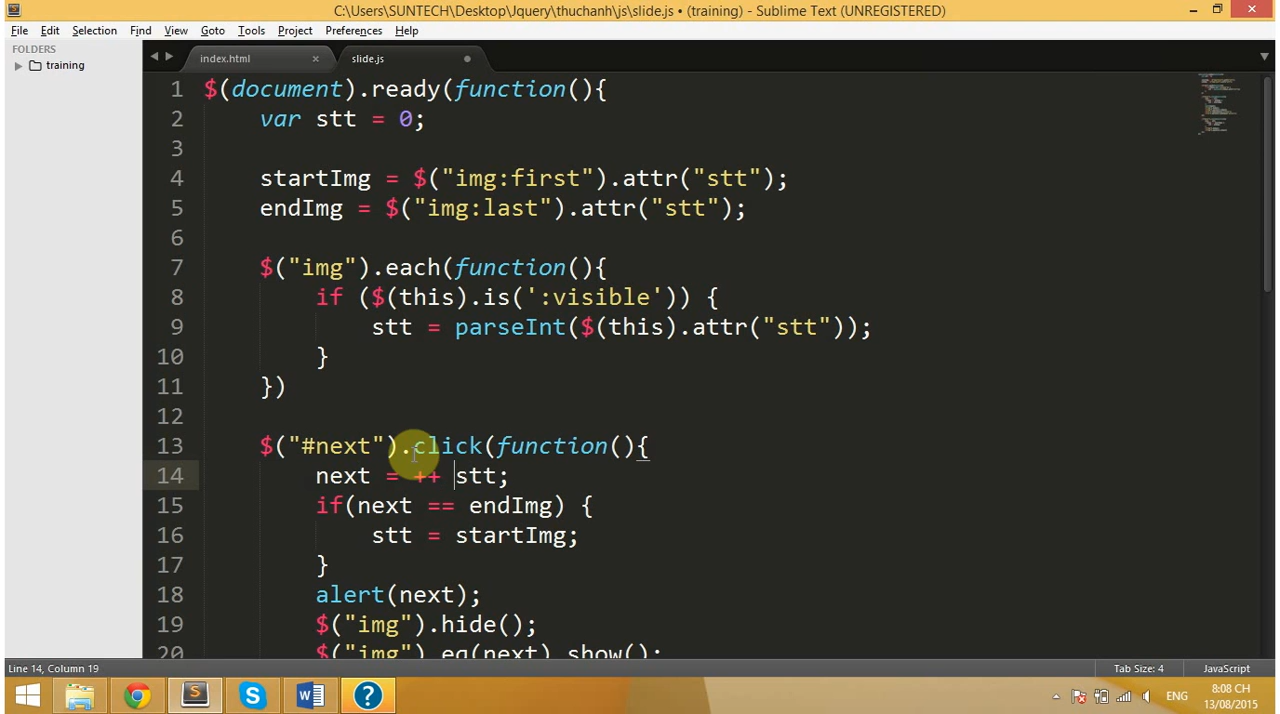 C:\Users\SUNTECH\Desktop\Jquery\thuchanh\js\slide.js • (training) - Sublime Text (UNREGISTERED)
File Edit Selection Find View Goto Tools Project Preferences Help
FOLDERS
training
index.html × slide.js
1 $(document).ready(function(){
2 var stt = 0;
3
4 startImg = $("img:first").attr("stt");
5 endImg = $("img:last").attr("stt");
6
7 $("img").each(function(){
8 if ($(this).is(':visible')) {
9 stt = parseInt($(this).attr("stt"));
10 }
11 })
12
13 $("#next").click(function(){
14 next = ++ stt;
15 if(next == endImg) {
16 stt = startImg;
17 }
18 alert(next);
19 $("img").hide();
20 $("img").eq(next).show();
Line 14, Column 19
Tab Size: 4 JavaScript
ENG
8:08 CH
13/08/2015